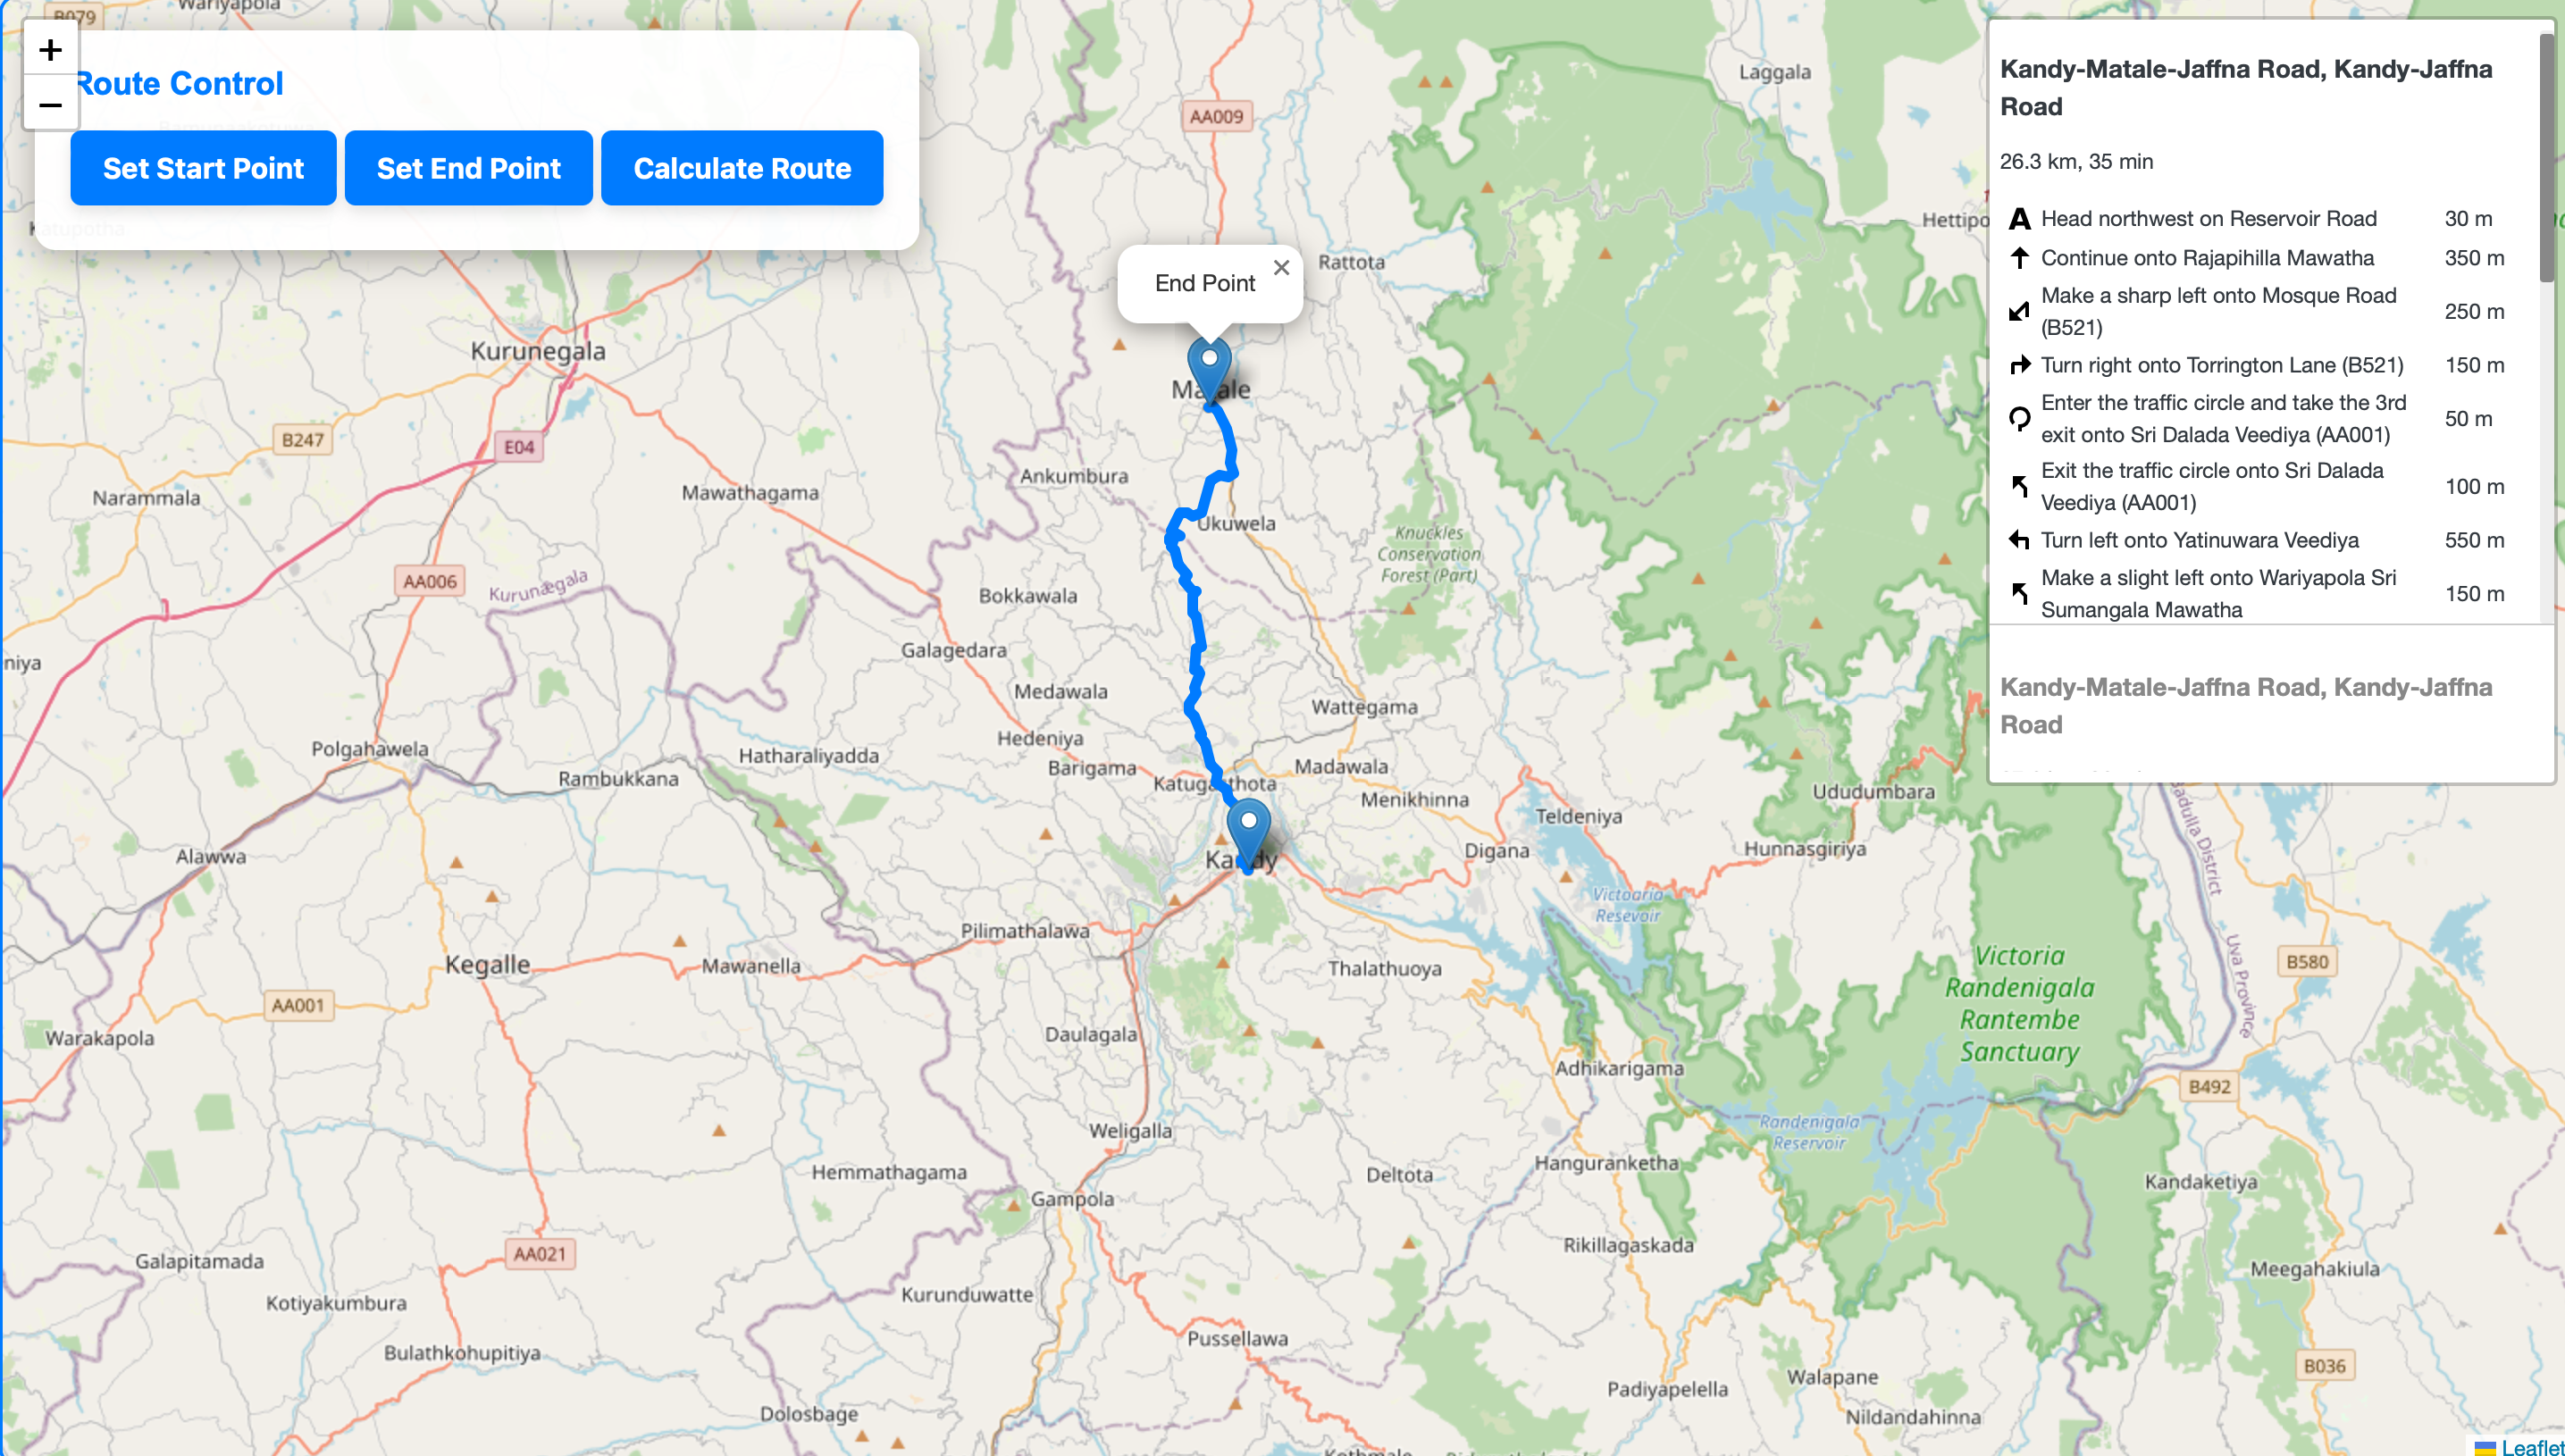 Wariyapola
B079
+
−
Route Control
Set Start Point
Set End Point
Calculate Route
Katupotha
AA009
Laggala
Hettipo
Rattota
End Point
×
Matale
Kurunegala
B247
E04
Narammala
Mawathagama
Ankumbura
Ukuwela
Knuckles
Conservation
Forest (Part)
AA006
Kurunægala
Bokkawala
Galagedara
niya
Medawala
Wattegama
Hedeniya
Polgahawela
Hatharaliyadda
Rambukkana
Barigama
Madawala
Menikhinna
Kandy
Teldeniya
Ududumbara
Digana
Hunnasgiriya
Alawwa
Victoaria
Resevoir
Badulla District
Uva Province
Pilimathalawa
Kegalle
Mawanella
Thalathuoya
Victoria
Randenigala
Rantembe
Sanctuary
B580
AA001
Warakapola
Daulagala
Adhikarigama
B492
Randenigala
Reservoir
Weligalla
Hemmathagama
Deltota
Hanguranketha
Kandaketiya
Gampola
Galapitamada
AA021
Rikillagaskada
Meegahakiula
Kotiyakumbura
Kurunduwatte
Bulathkohupitiya
Pussellawa
Walapane
B036
Padiyapelella
Dolosbage
Nildandahinna
Leaflet
Kandy-Matale-Jaffna Road, Kandy-Jaffna
Road
26.3 km, 35 min
A Head northwest on Reservoir Road 30 m
Continue onto Rajapihilla Mawatha 350 m
Make a sharp left onto Mosque Road
(B521) 250 m
Turn right onto Torrington Lane (B521) 150 m
Enter the traffic circle and take the 3rd
exit onto Sri Dalada Veediya (AA001) 50 m
Exit the traffic circle onto Sri Dalada
Veediya (AA001) 100 m
Turn left onto Yatinuwara Veediya 550 m
Make a slight left onto Wariyapola Sri
Sumangala Mawatha 150 m
Kandy-Matale-Jaffna Road, Kandy-Jaffna
Road